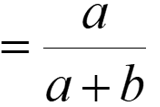 = a / (a + b)